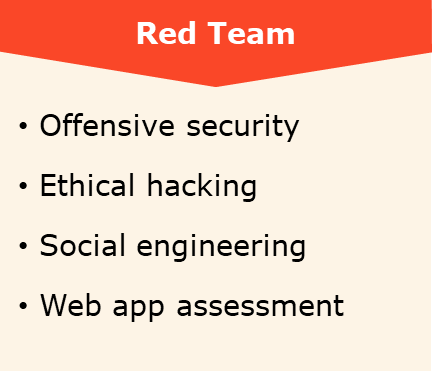 Red Team
• Offensive security
• Ethical hacking
• Social engineering
• Web app assessment